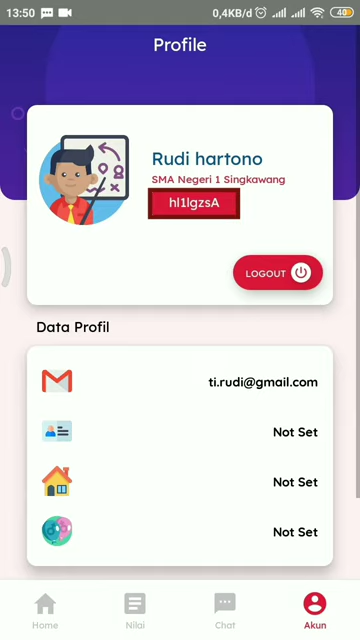 13:50 0,4KB/d 40
Profile
Rudi hartono
SMA Negeri 1 Singkawang
hl1lgzsA
LOGOUT
Data Profil
ti.rudi@gmail.com
Not Set
Not Set
Not Set
Home Nilai Chat Akun